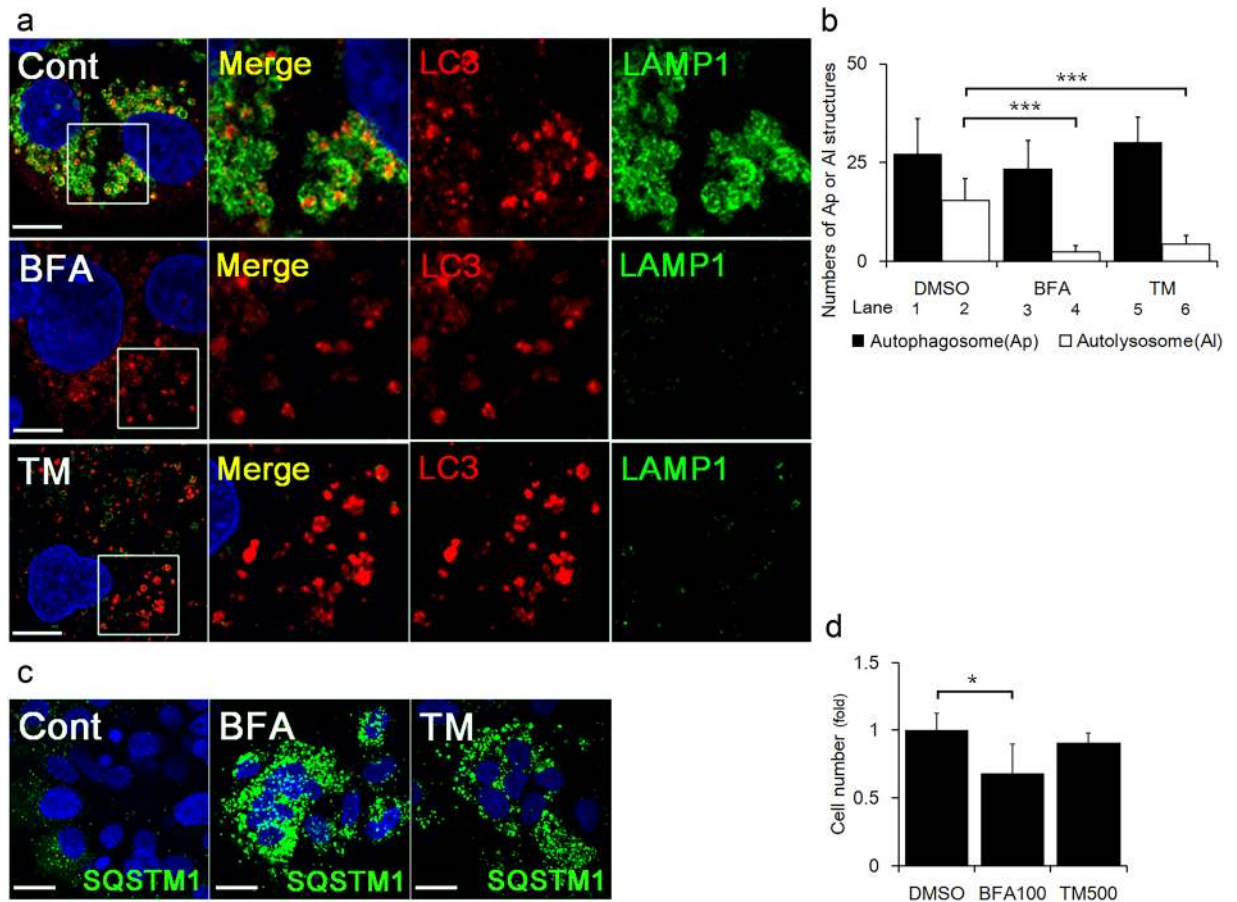 a
Cont
Merge
LC3
LAMP1
BFA
Merge
LC3
LAMP1
TM
Merge
LC3
LAMP1
b
Numbers of Ap or Al structures
50
25
0
***
***
DMSO
BFA
TM
Lane 1 2 3 4 5 6
Autophagosome(Ap) Autolysosome(Al)
c
Cont
SQSTM1
BFA
SQSTM1
TM
SQSTM1
d
Cell number (fold)
1.5
1
0.5
0
*
DMSO
BFA100
TM500